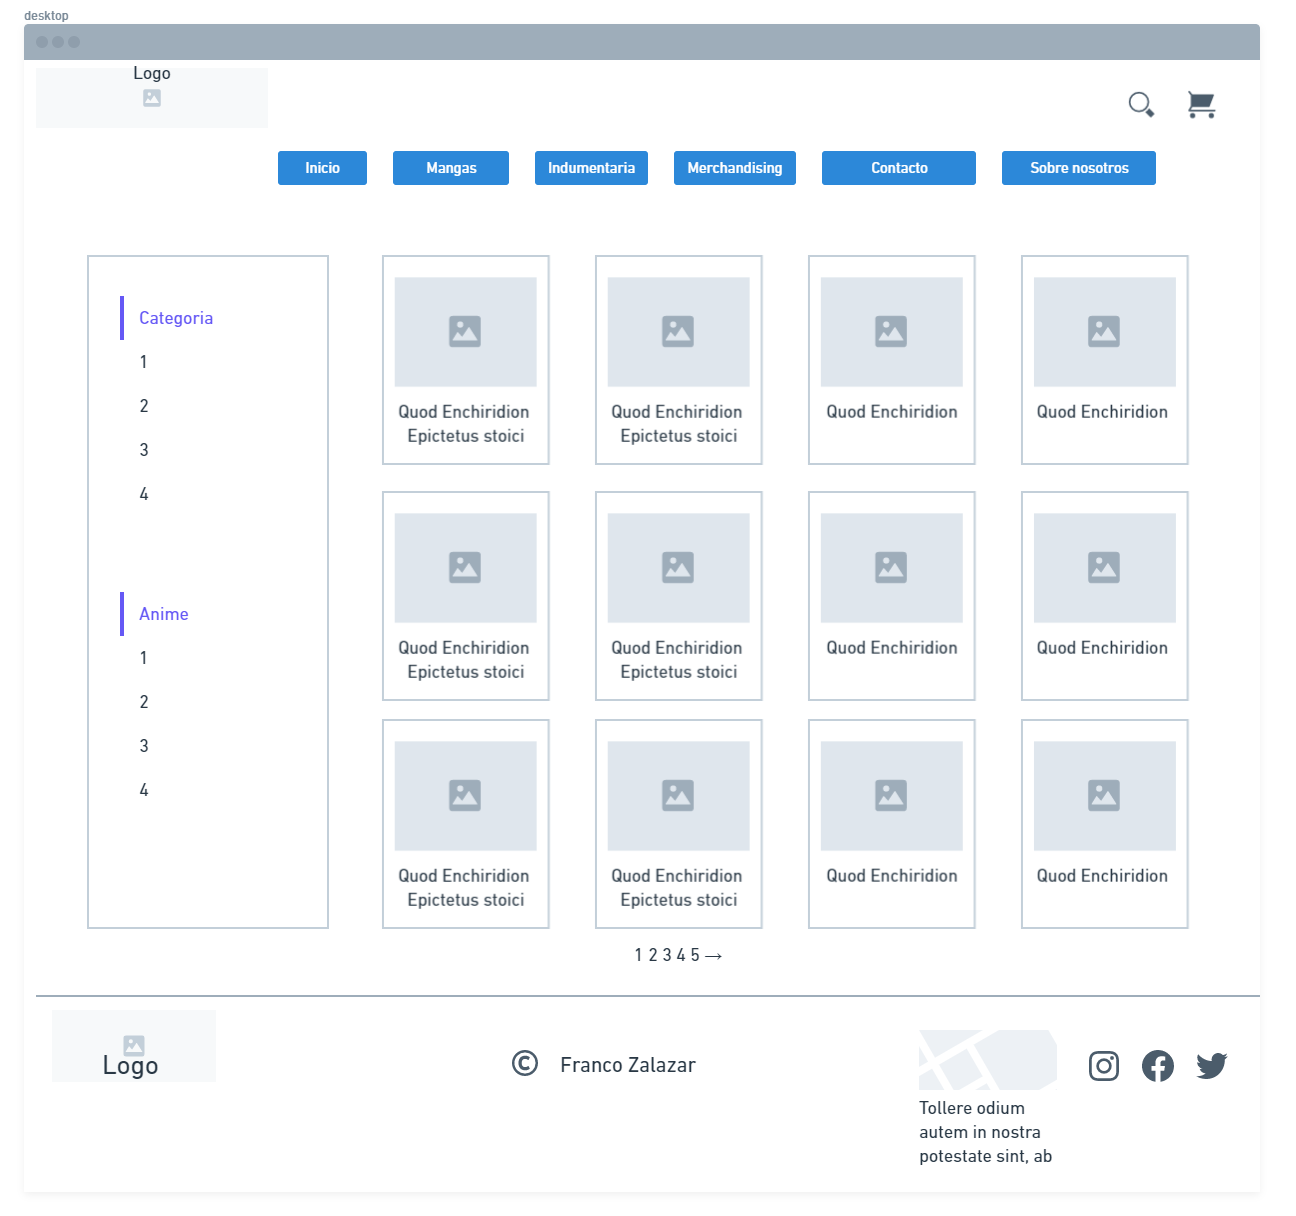 desktop
Logo
Inicio
Mangas
Indumentaria
Merchandising
Contacto
Sobre nosotros
Categoria
1
2
3
4
Anime
1
2
3
4
Quod Enchiridion
Epictetus stoici
Quod Enchiridion
Epictetus stoici
Quod Enchiridion
Quod Enchiridion
Quod Enchiridion
Epictetus stoici
Quod Enchiridion
Epictetus stoici
Quod Enchiridion
Quod Enchiridion
Quod Enchiridion
Epictetus stoici
Quod Enchiridion
Epictetus stoici
Quod Enchiridion
Quod Enchiridion
1 2 3 4 5 →
Logo
© Franco Zalazar
Tollere odium
autem in nostra
potestate sint, ab